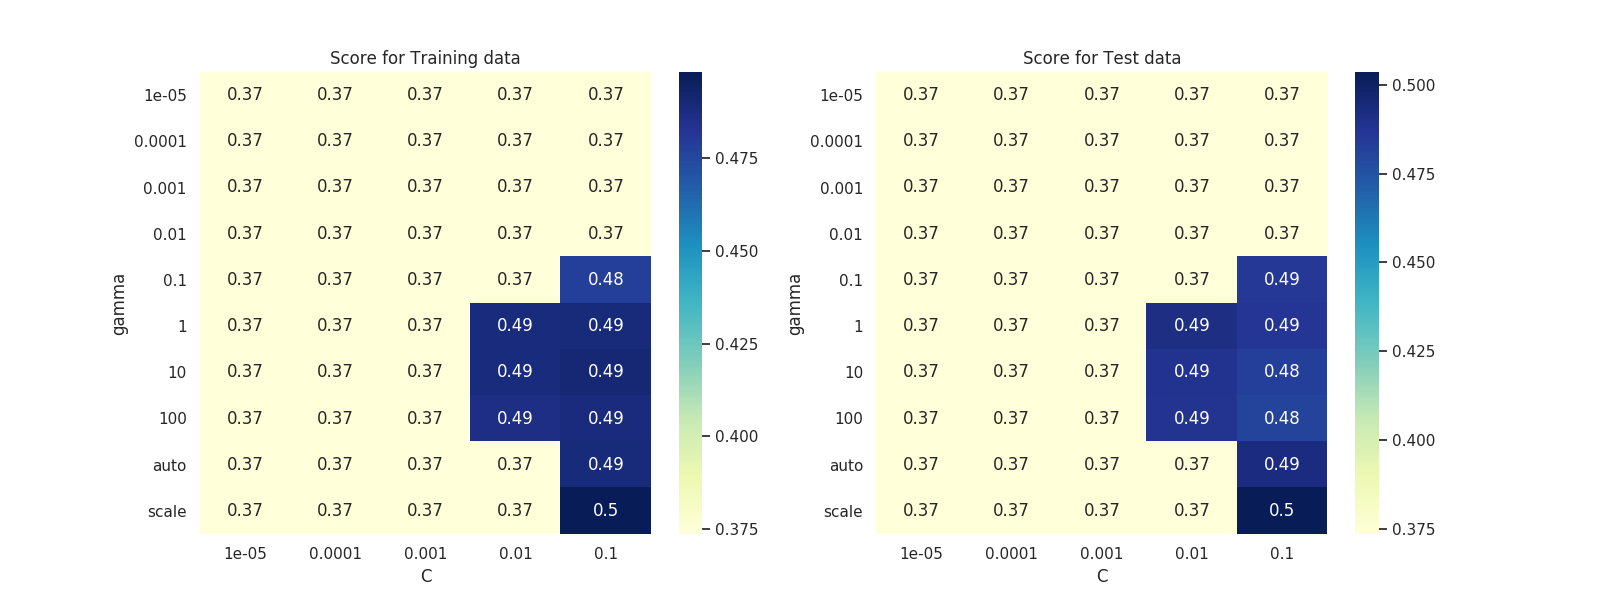 Score for Training data
1e-05 0.37 0.37 0.37 0.37 0.37
0.0001 0.37 0.37 0.37 0.37 0.37
0.001 0.37 0.37 0.37 0.37 0.37
0.01 0.37 0.37 0.37 0.37 0.37
0.1 0.37 0.37 0.37 0.37 0.48
1 0.37 0.37 0.37 0.49 0.49
10 0.37 0.37 0.37 0.49 0.49
100 0.37 0.37 0.37 0.49 0.49
auto 0.37 0.37 0.37 0.37 0.49
scale 0.37 0.37 0.37 0.37 0.5
1e-05 0.0001 0.001 0.01 0.1
C
gamma
0.475
0.450
0.425
0.400
0.375
Score for Test data
1e-05 0.37 0.37 0.37 0.37 0.37
0.0001 0.37 0.37 0.37 0.37 0.37
0.001 0.37 0.37 0.37 0.37 0.37
0.01 0.37 0.37 0.37 0.37 0.37
0.1 0.37 0.37 0.37 0.37 0.49
1 0.37 0.37 0.37 0.49 0.49
10 0.37 0.37 0.37 0.49 0.48
100 0.37 0.37 0.37 0.49 0.48
auto 0.37 0.37 0.37 0.37 0.49
scale 0.37 0.37 0.37 0.37 0.5
1e-05 0.0001 0.001 0.01 0.1
C
gamma
0.500
0.475
0.450
0.425
0.400
0.375